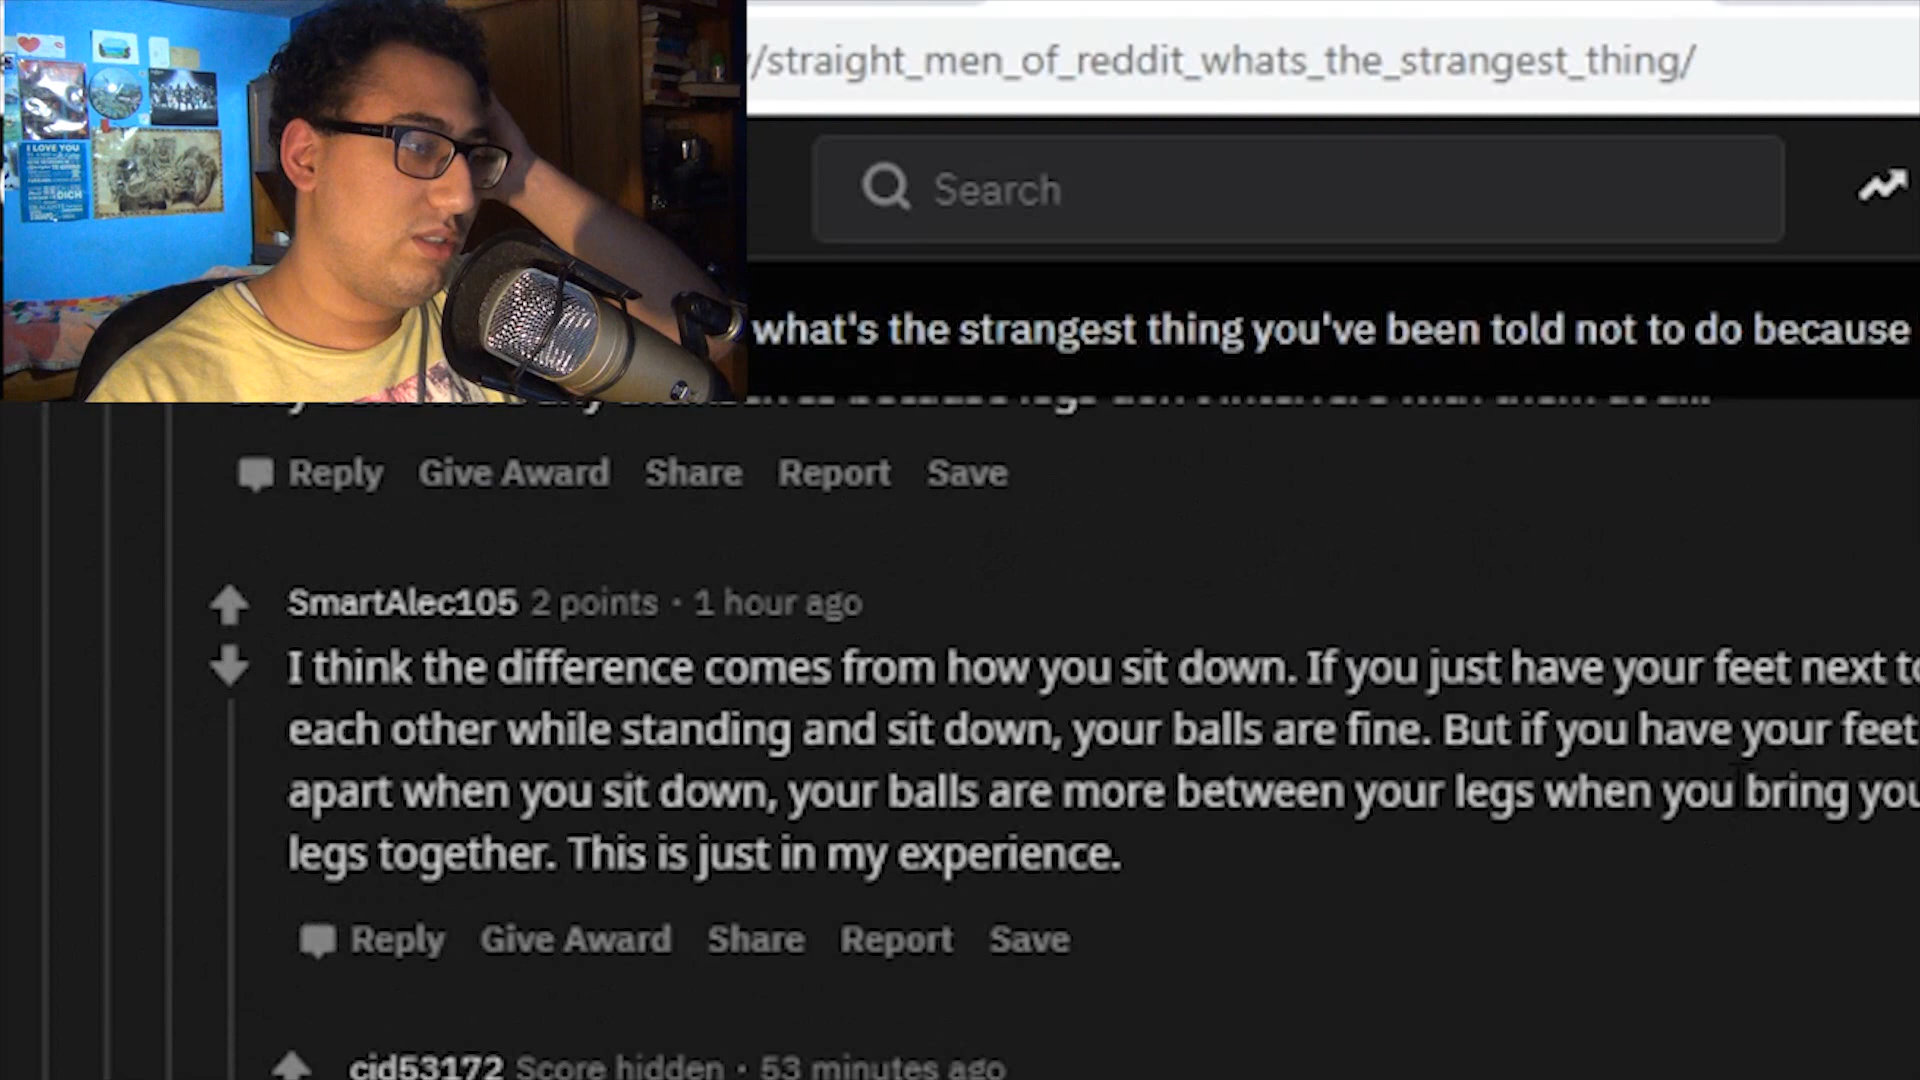 /straight_men_of_reddit_whats_the_strangest_thing/
Search
what's the strangest thing you've been told not to do because
I LOVE YOU
DICH
Reply Give Award Share Report Save
SmartAlec105 2 points · 1 hour ago
I think the difference comes from how you sit down. If you just have your feet next to
each other while standing and sit down, your balls are fine. But if you have your feet
apart when you sit down, your balls are more between your legs when you bring you
legs together. This is just in my experience.
Reply Give Award Share Report Save
cid53172 Score hidden · 53 minutes ago